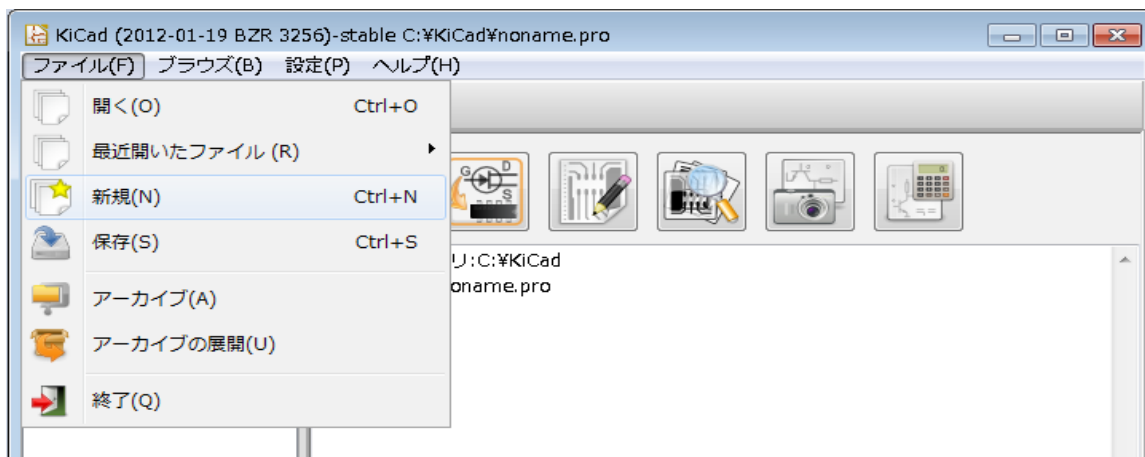 KiCad (2012-01-19 BZR 3256)-stable C:¥KiCad¥noname.pro
ファイル(F) ブラウズ(B) 設定(P) ヘルプ(H)
開く(O) Ctrl+O
最近開いたファイル (R)
新規(N) Ctrl+N
保存(S) Ctrl+S
アーカイブ(A)
アーカイブの展開(U)
終了(Q)
G D S
リ:C:¥KiCad
oname.pro